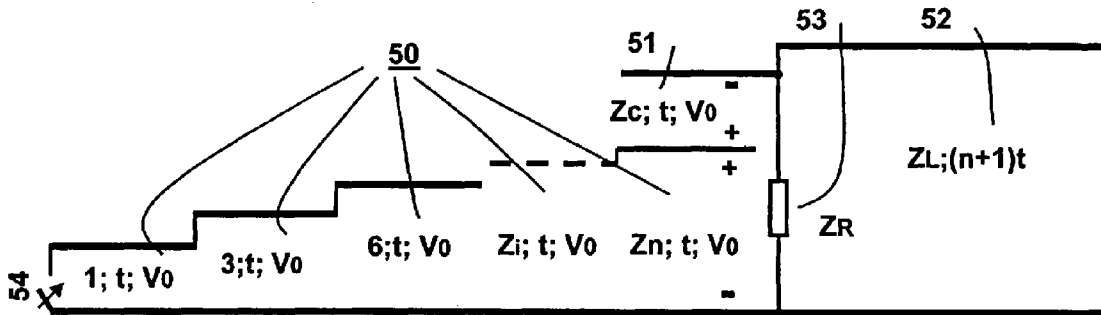 53 52
51
50
-
Zc; t; V0
+
+
ZL;(n+1)t
ZR
6;t; V0 Zi; t; V0 Zn; t; V0
3;t; V0
1; t; V0
54
-